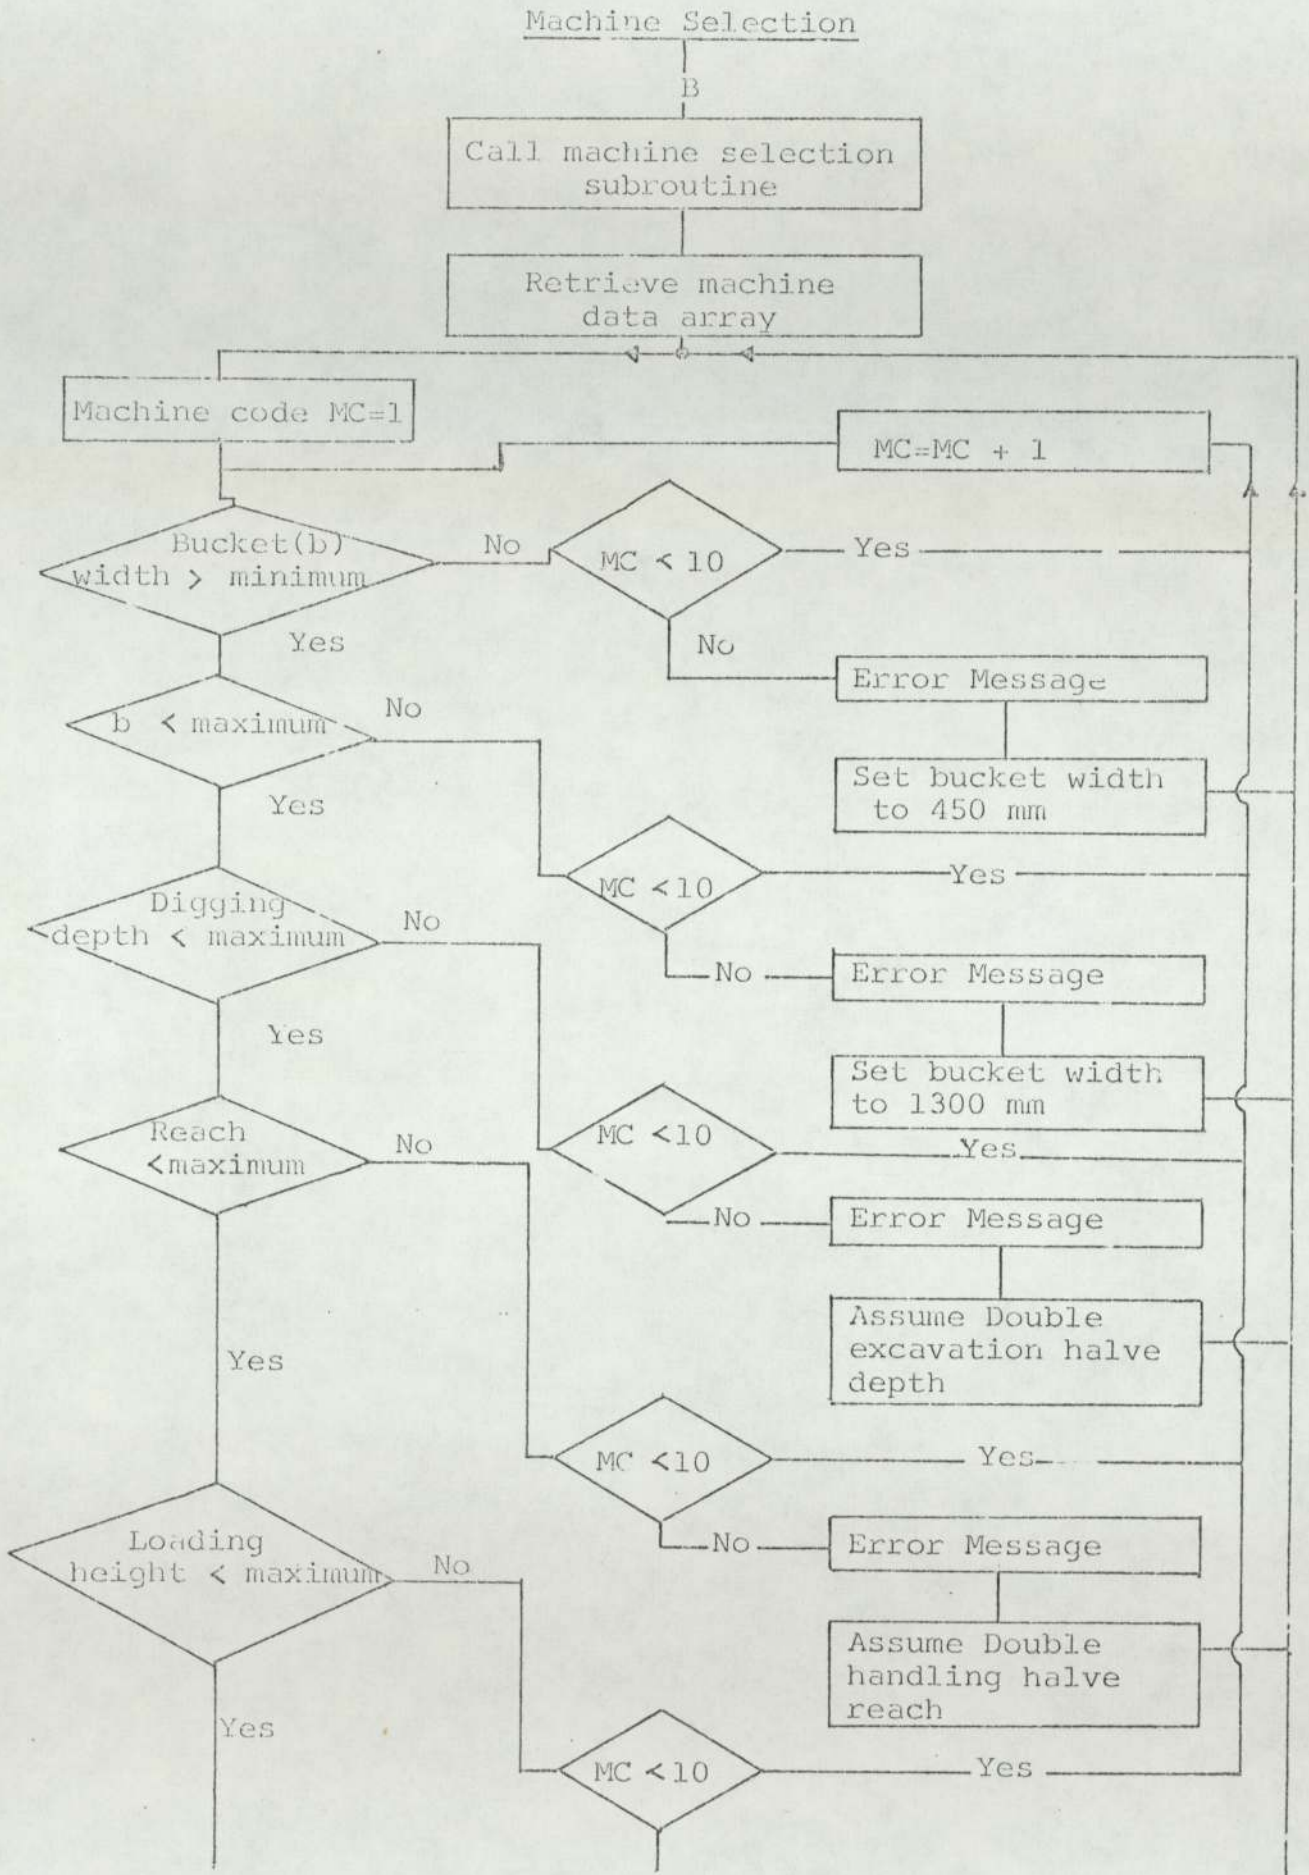 Machine Selection
B
Call machine selection
subroutine
Retrieve machine
data array
Machine code MC=1
MC=MC + 1
Bucket(b)
width > minimum
No
MC < 10
Yes
Yes
No
Error Message
b < maximum
No
Set bucket width
to 450 mm
Yes
MC <10
Yes
Digging
depth < maximum
No
No
Error Message
Yes
Set bucket width
to 1300 mm
Reach
<maximum
No
MC <10
Yes
No
Error Message
Assume Double
excavation halve
depth
Yes
MC <10
Yes
Loading
height < maximum
No
No
Error Message
Assume Double
handling halve
reach
Yes
MC <10
Yes